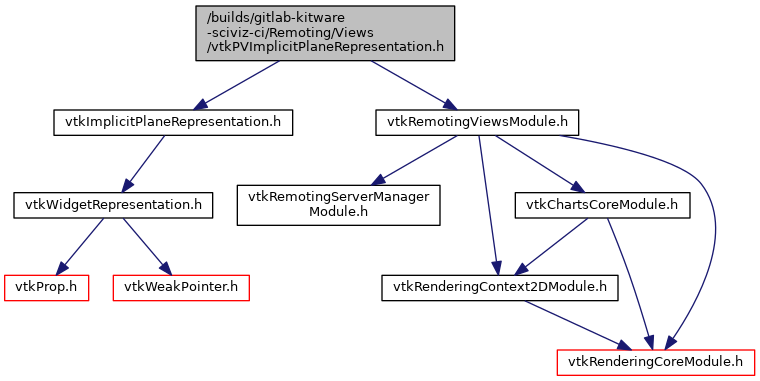 /builds/gitlab-kitware
-sciviz-ci/Remoting/Views
/vtkPVImplicitPlaneRepresentation.h
vtkImplicitPlaneRepresentation.h
vtkRemotingViewsModule.h
vtkWidgetRepresentation.h
vtkRemotingServerManager
Module.h
vtkChartsCoreModule.h
vtkProp.h
vtkWeakPointer.h
vtkRenderingContext2DModule.h
vtkRenderingCoreModule.h